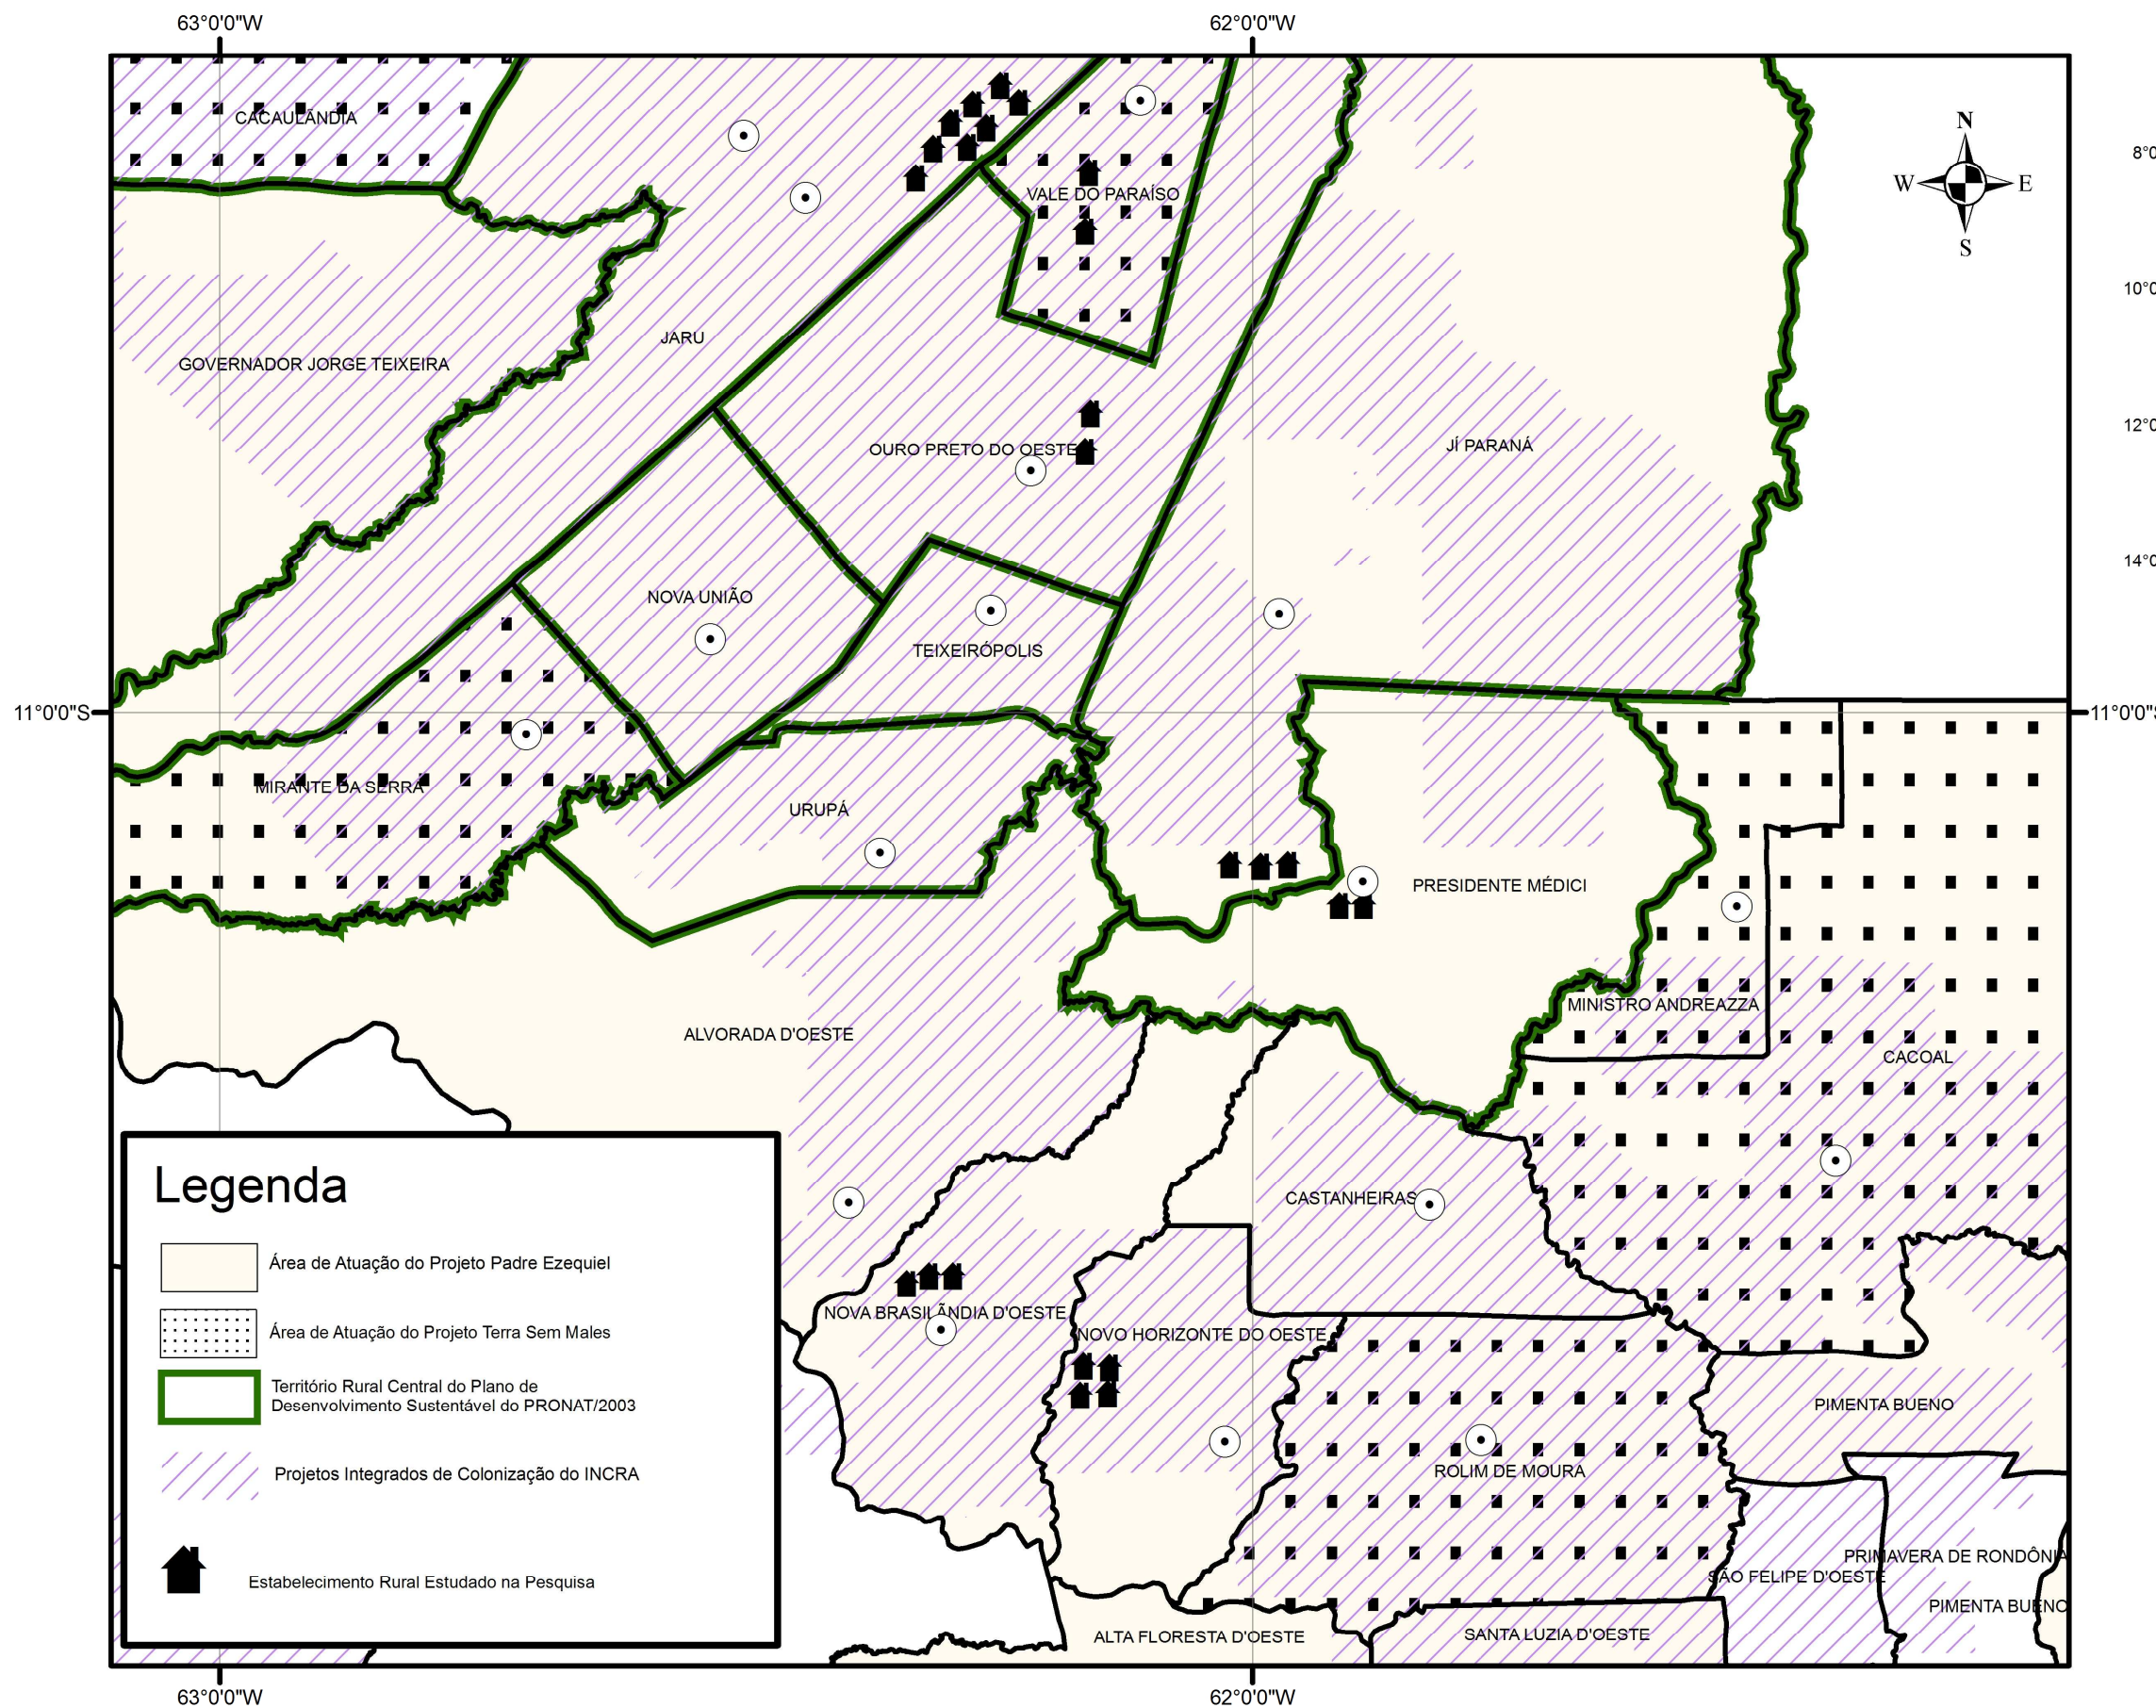 63°0'0"W
62°0'0"W
CACAULÂNDIA
N
W
E
S
8°0
VALE DO PARAÍSO
10°0
JARU
GOVERNADOR JORGE TEIXEIRA
12°0
OURO PRETO DO OESTE
JÍ PARANÁ
14°0
NOVA UNIÃO
TEIXEIRÓPOLIS
11°0'0"S
11°0'0"S
MIRANTE DA SERRA
URUPÁ
PRESIDENTE MÉDICI
MINISTRO ANDREAZZA
ALVORADA D'OESTE
CACOAL
CASTANHEIRAS
NOVA BRASILÂNDIA D'OESTE
NOVO HORIZONTE DO OESTE
PIMENTA BUENO
ROLIM DE MOURA
PRIMAVERA DE RONDÔNIA
SÃO FELIPE D'OESTE
PIMENTA BUENO
ALTA FLORESTA D'OESTE
SANTA LUZIA D'OESTE
Legenda
Área de Atuação do Projeto Padre Ezequiel
Área de Atuação do Projeto Terra Sem Males
Território Rural Central do Plano de
Desenvolvimento Sustentável do PRONAT/2003
Projetos Integrados de Colonização do INCRA
Estabelecimento Rural Estudado na Pesquisa
63°0'0"W
62°0'0"W